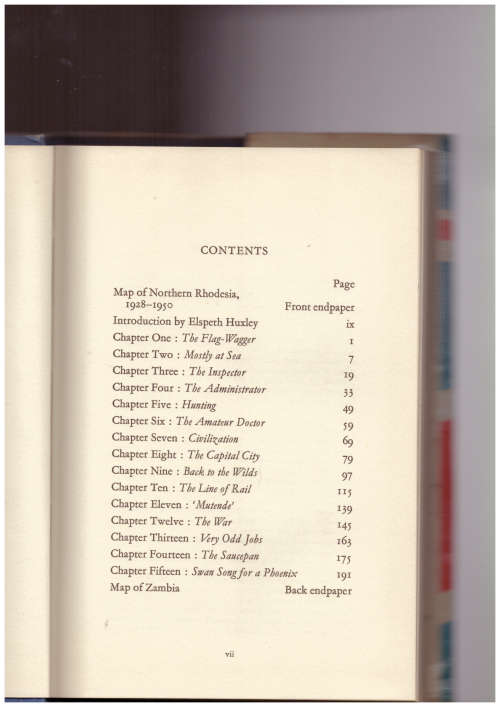 CONTENTS
Page
Map of Northern Rhodesia,
1928–1950 Front endpaper
Introduction by Elspeth Huxley ix
Chapter One : The Flag-Wagger 1
Chapter Two : Mostly at Sea 7
Chapter Three : The Inspector 19
Chapter Four : The Administrator 33
Chapter Five : Hunting 49
Chapter Six : The Amateur Doctor 59
Chapter Seven : Civilization 69
Chapter Eight : The Capital City 79
Chapter Nine : Back to the Wilds 97
Chapter Ten : The Line of Rail 115
Chapter Eleven : ‘Mutende’ 139
Chapter Twelve : The War 145
Chapter Thirteen : Very Odd Jobs 163
Chapter Fourteen : The Saucepan 175
Chapter Fifteen : Swan Song for a Phoenix 191
Map of Zambia Back endpaper
vii